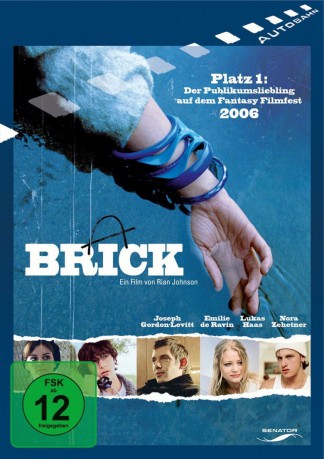 AUTOBAHN
Platz 1:
Der Publikumsliebling
auf dem Fantasy Filmfest
2006
A
BRICK
Ein Film von Rian Johnson
Joseph Gordon-Levitt
Emilie de Ravin
Lukas Haas
Nora Zehetner
FSK
ab
12
freigegeben
SENATOR